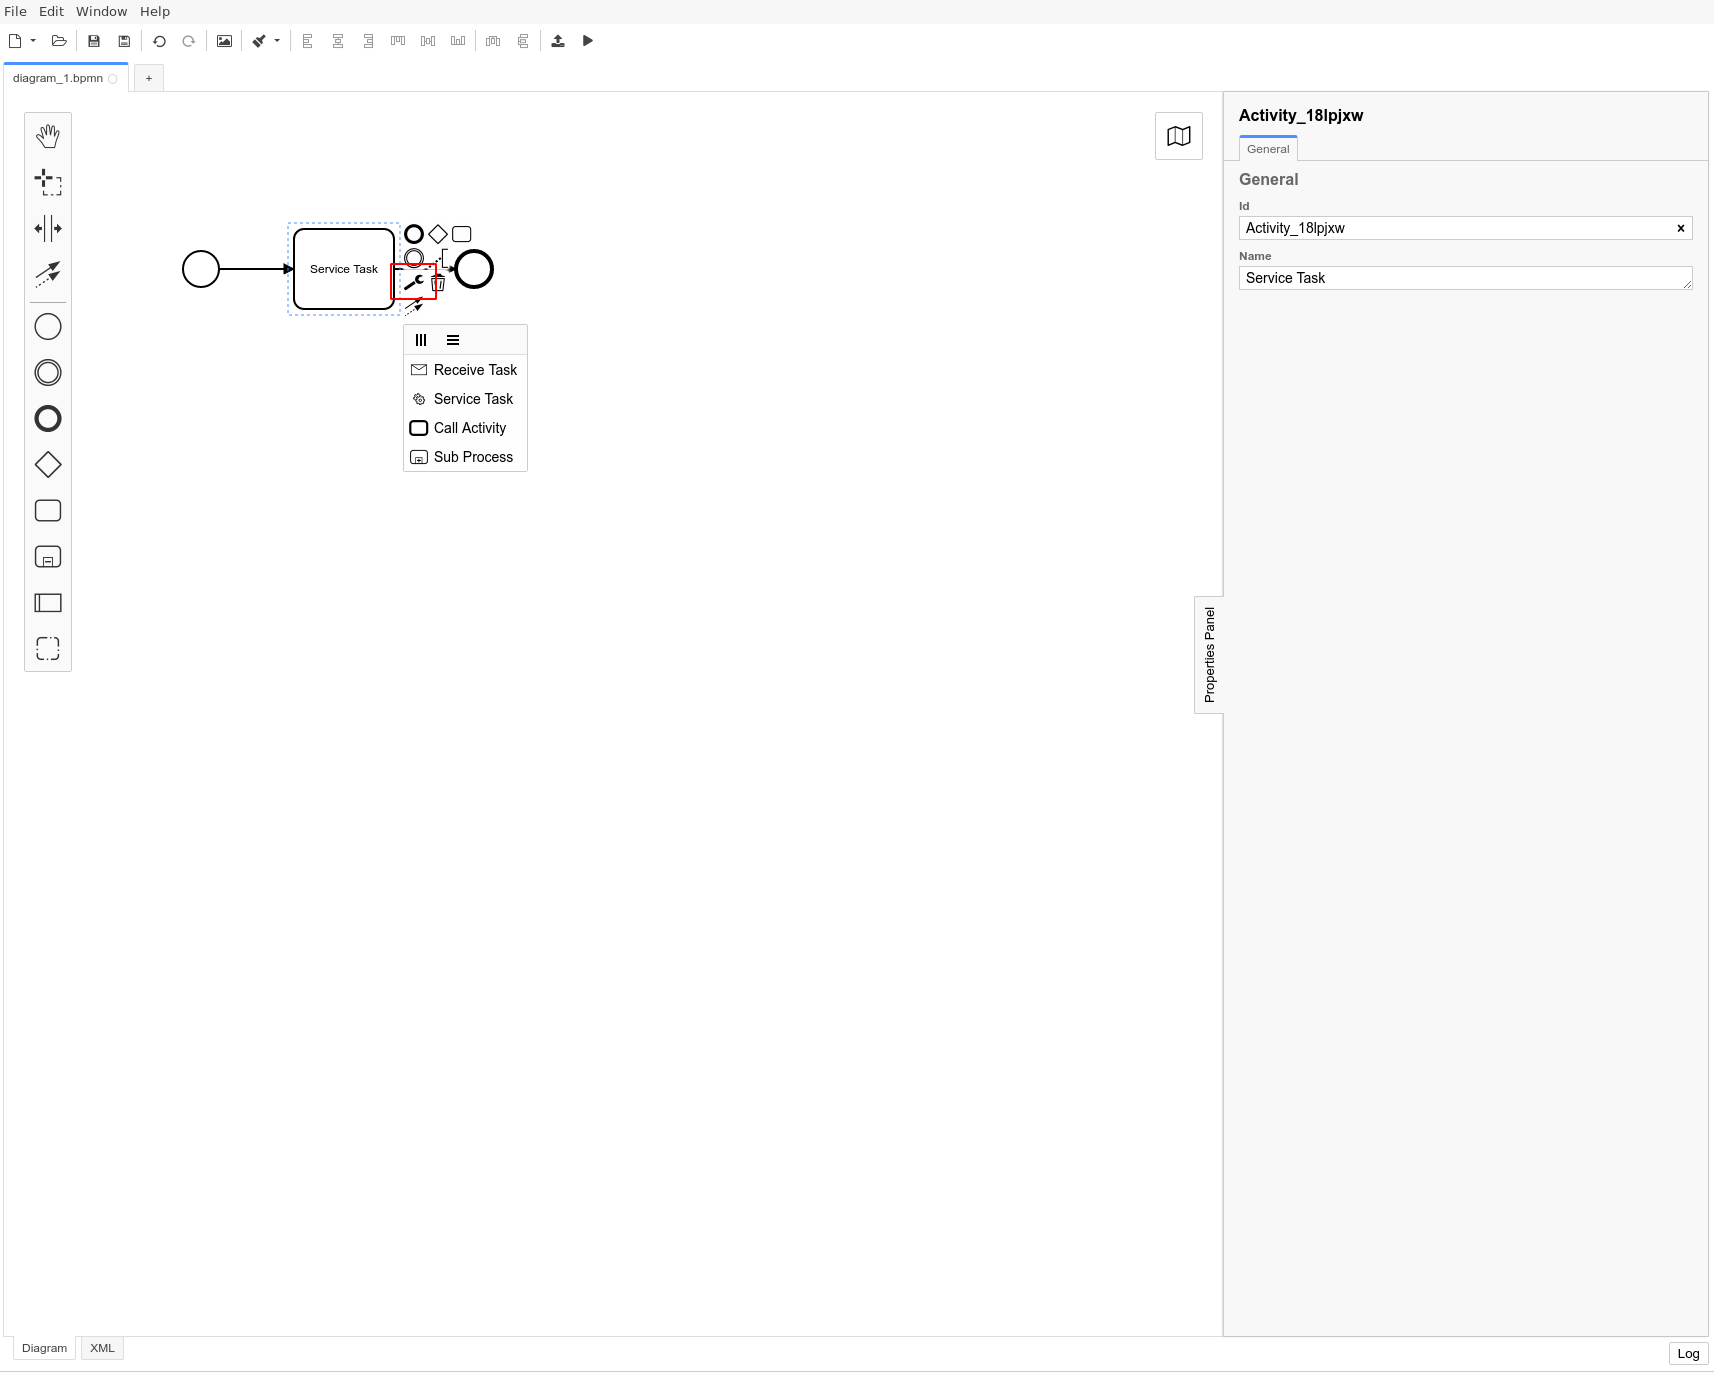 File Edit Window Help
diagram_1.bpmn +
Activity_18lpjxw
General
General
Id
Activity_18lpjxw ×
Name
Service Task
Service Task
Receive Task
Service Task
Call Activity
Sub Process
Properties Panel
Diagram XML
Log